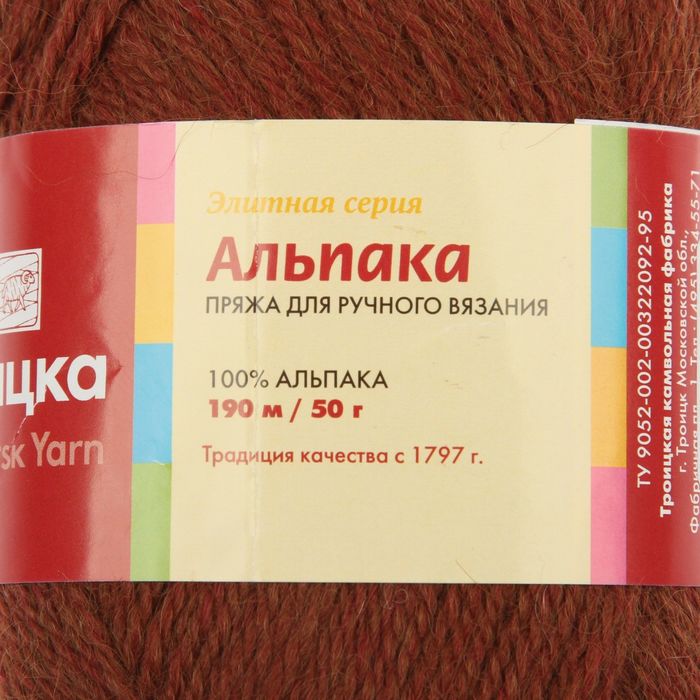 Элитная серия
Альпака
ПРЯЖА ДЛЯ РУЧНОГО ВЯЗАНИЯ
100% АЛЬПАКА
190 м / 50 г
Традиция качества с 1797 г.
цка
sk Yarn
ТУ 9052-002-00322092-95
Троицкая камвольная фабрика
г. Троицк Московской обл.,